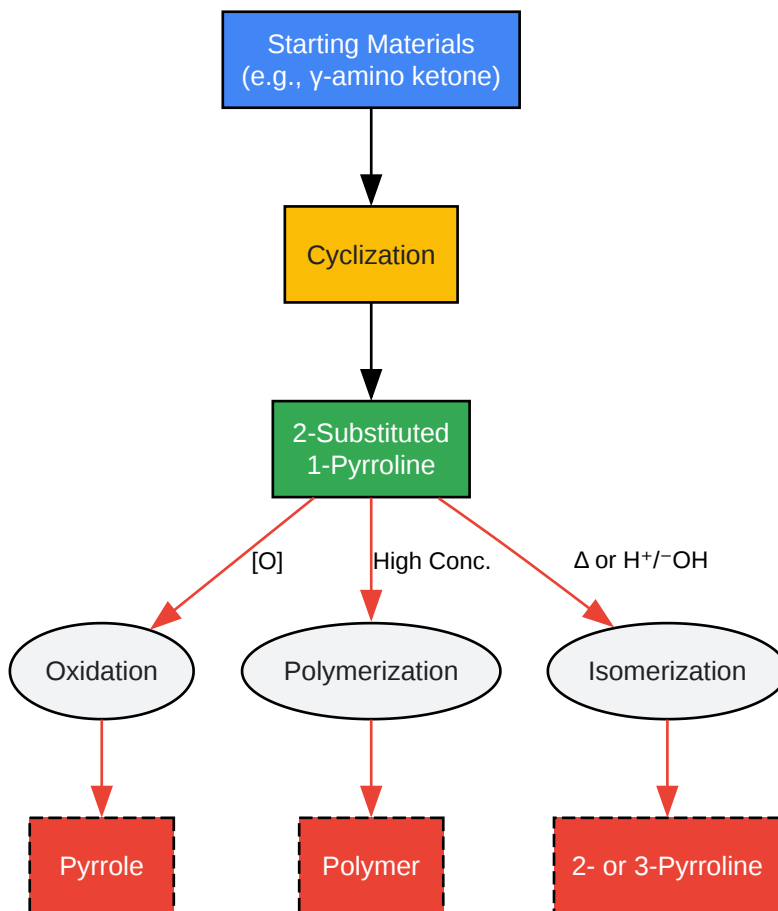 Starting Materials
(e.g., γ-amino ketone)
Cyclization
2-Substituted
1-Pyrroline
[O]
High Conc.
Δ or H⁺/⁻OH
Oxidation
Polymerization
Isomerization
Pyrrole
Polymer
2- or 3-Pyrroline